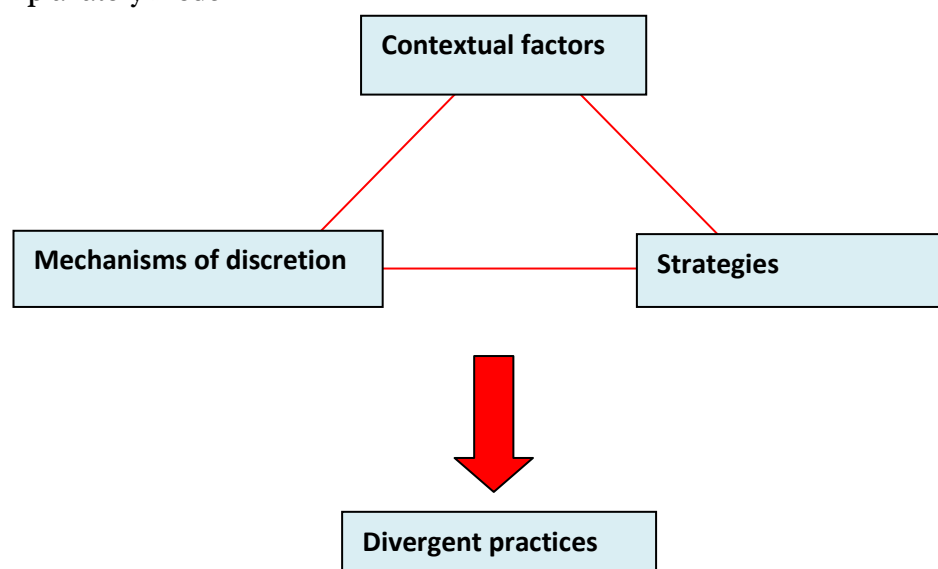 Contextual factors
Mechanisms of discretion
Strategies
Divergent practices